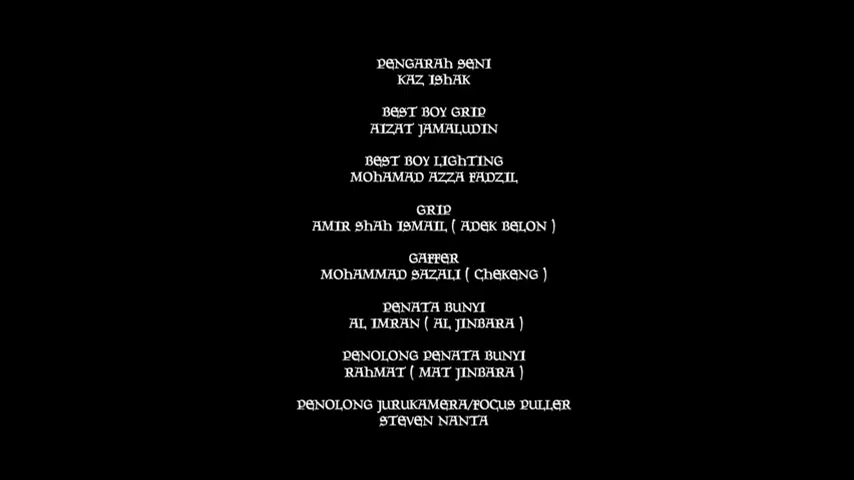 PENGARAH SENI
KAZ ISHAK
BEST BOY GRIP
AIZAT JAMALUDIN
BEST BOY LIGHTING
MOHAMAD AZZA FADZIL
GRIP
AMIR SHAH ISMAIL ( ADEK BELON )
GAFFER
MOHAMMAD SAZALI ( CHEKENG )
PENATA BUNYI
AL IMRAN ( AL JINBARA )
PENOLONG PENATA BUNYI
RAHMAT ( MAT JINBARA )
PENOLONG JURUKAMERA/FOCUS PULLER
STEVEN NANTA